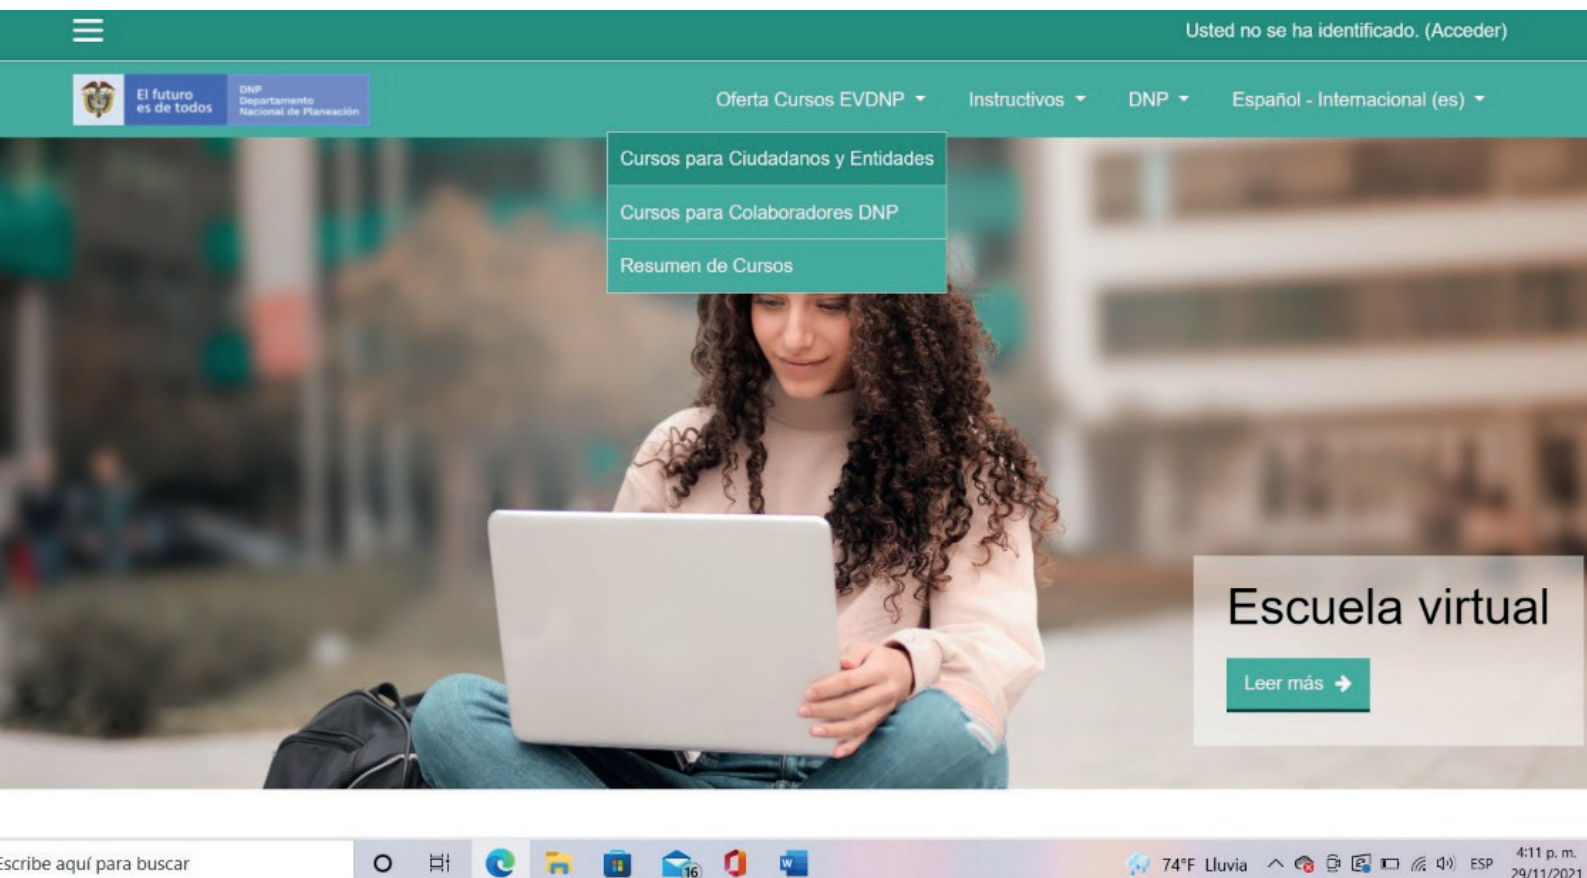 Usted no se ha identificado. (Acceder)
El futuro
es de todos
DNP
Departamento
Nacional de Planeación
Oferta Cursos EVDNP
Instructivos
DNP
Español - Internacional (es)
Cursos para Ciudadanos y Entidades
Cursos para Colaboradores DNP
Resumen de Cursos
Escuela virtual
Leer más
Escribe aquí para buscar
16
W
74°F Lluvia
ESP
4:11 p. m.
29/11/2021